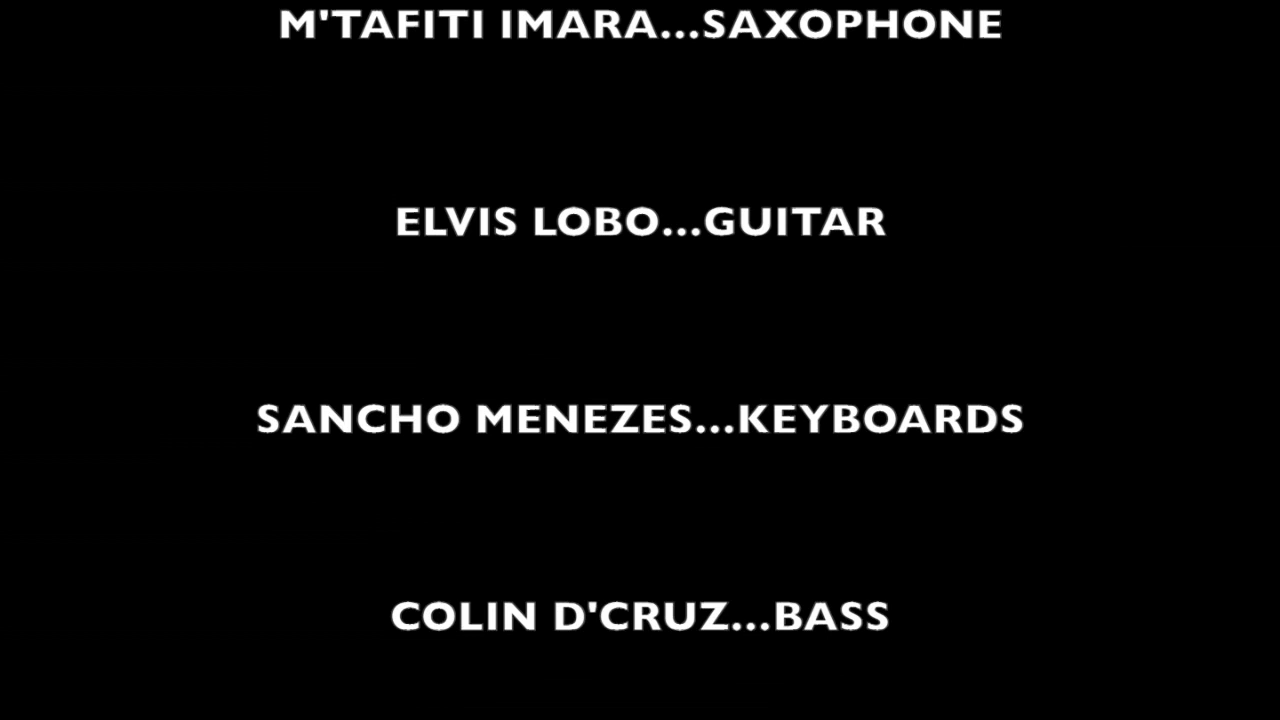 M'TAFITI IMARA...SAXOPHONE
ELVIS LOBO...GUITAR
SANCHO MENEZES...KEYBOARDS
COLIN D'CRUZ...BASS